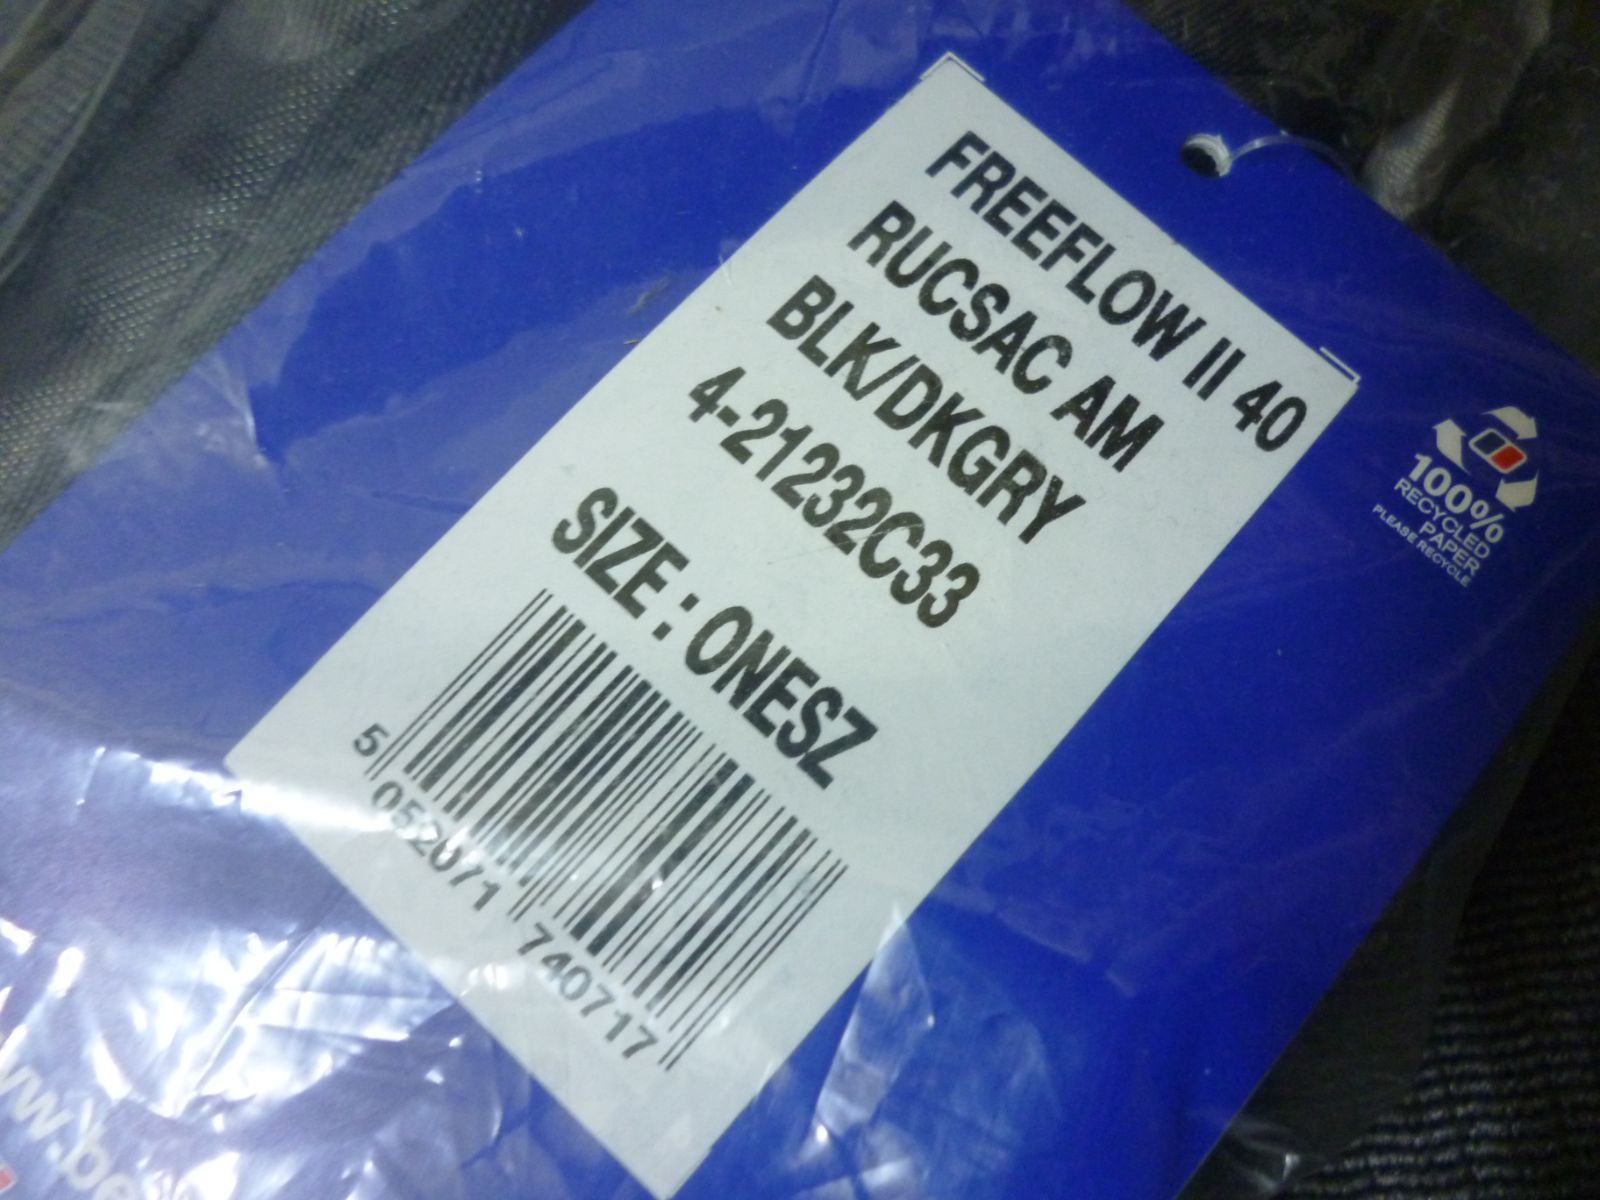 FREEFLOW II 40
RUCSAC AM
BLK/DKGRY
4-21232C33
SIZE : ONESZ
5 052071 740717
100%
RECYCLED
PAPER
PLEASE RECYCLE